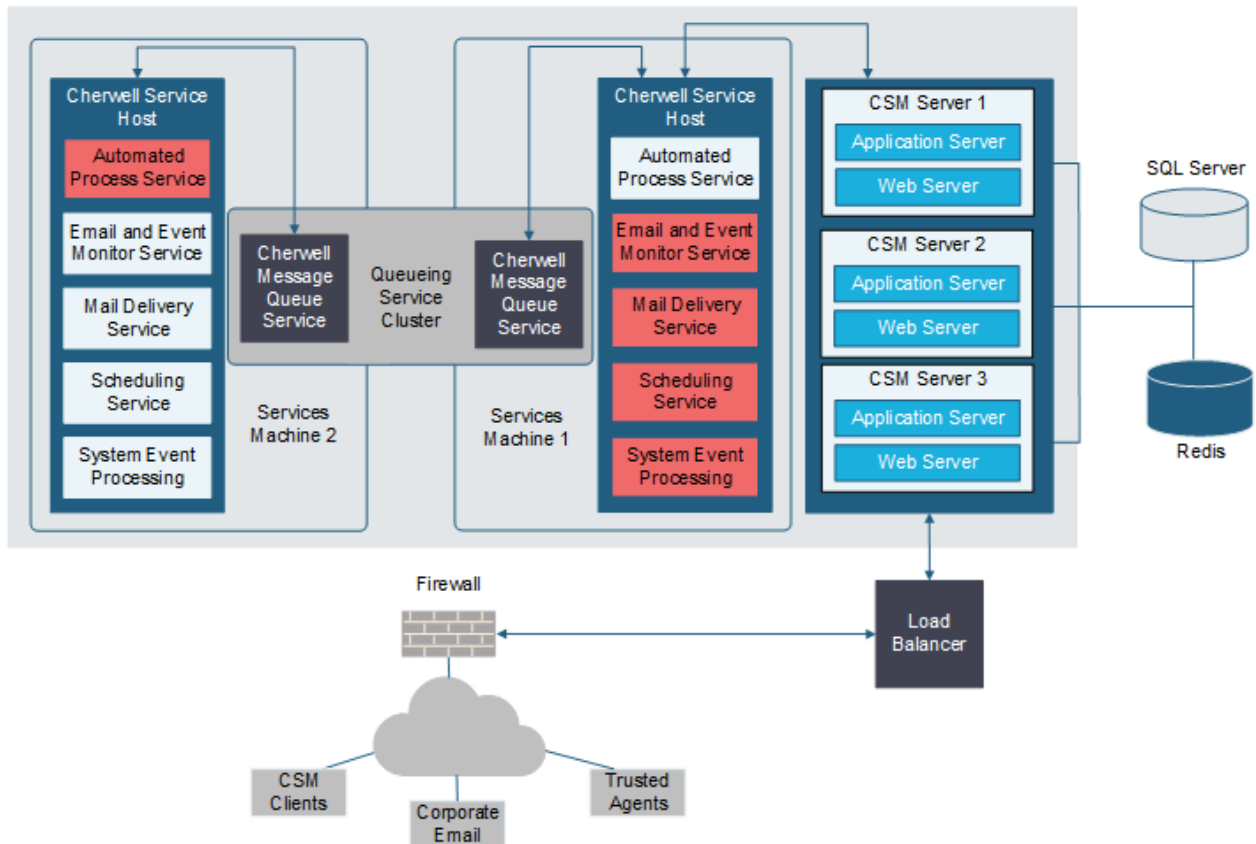 Cherwell Service
Host
Automated
Process Service
Email and Event
Monitor Service
Mail Delivery
Service
Scheduling
Service
System Event
Processing
Cherwell
Message
Queue
Service
Queueing
Service
Cluster
Cherwell
Message
Queue
Service
Services
Machine 2
Services
Machine 1
Cherwell Service
Host
Automated
Process Service
Email and Event
Monitor Service
Mail Delivery
Service
Scheduling
Service
System Event
Processing
CSM Server 1
Application Server
Web Server
CSM Server 2
Application Server
Web Server
CSM Server 3
Application Server
Web Server
SQL Server
Redis
Firewall
Load
Balancer
CSM
Clients
Corporate
Email
Trusted
Agents